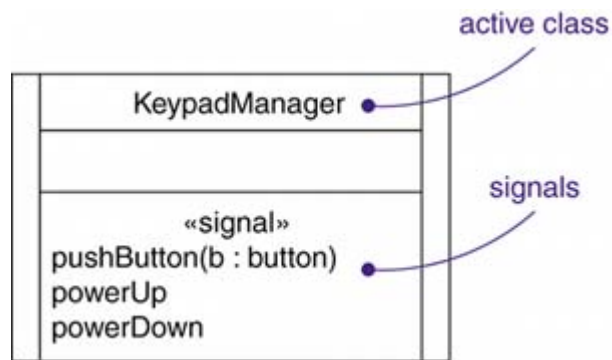 active class
KeypadManager
signals
«signal»
pushButton(b : button)
powerUp
powerDown